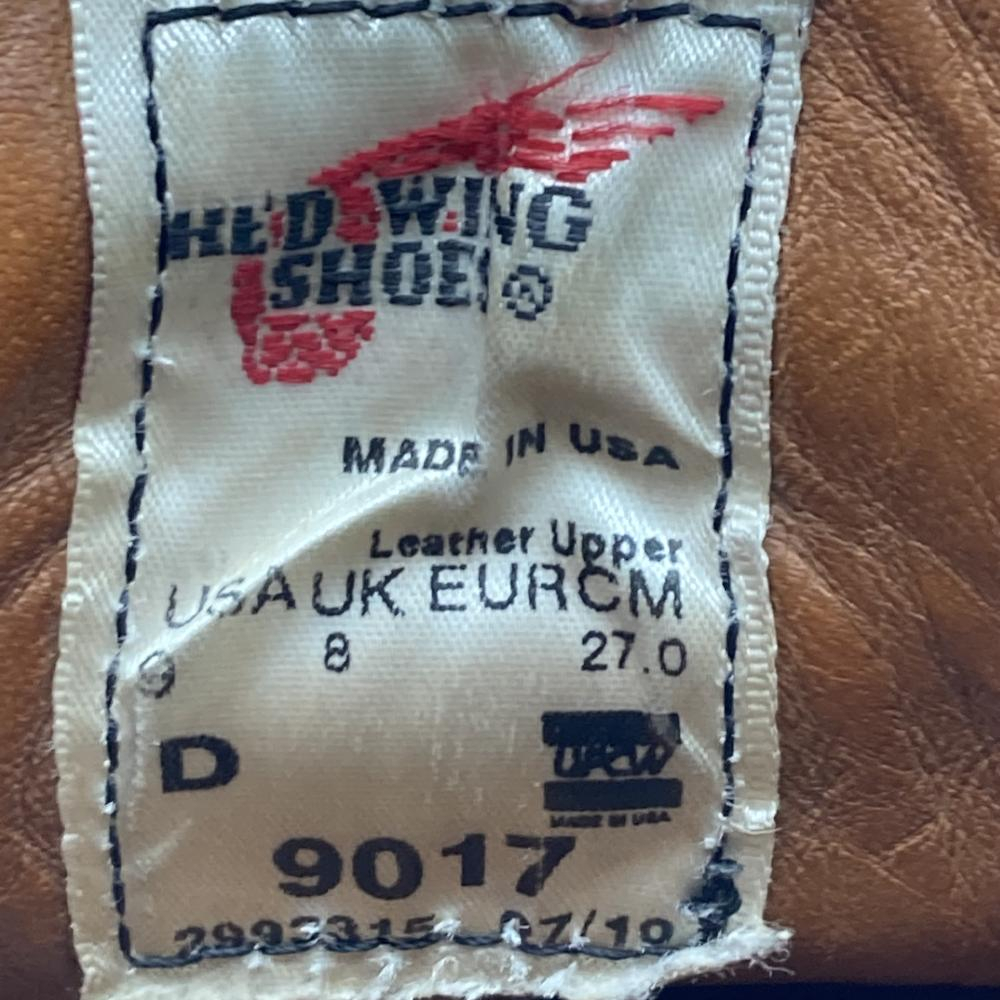 RED WING
SHOES®
MADE IN USA
Leather Upper
USA UK EUR CM
9 8 27.0
D
UFCW
MADE IN USA
9017
07/19